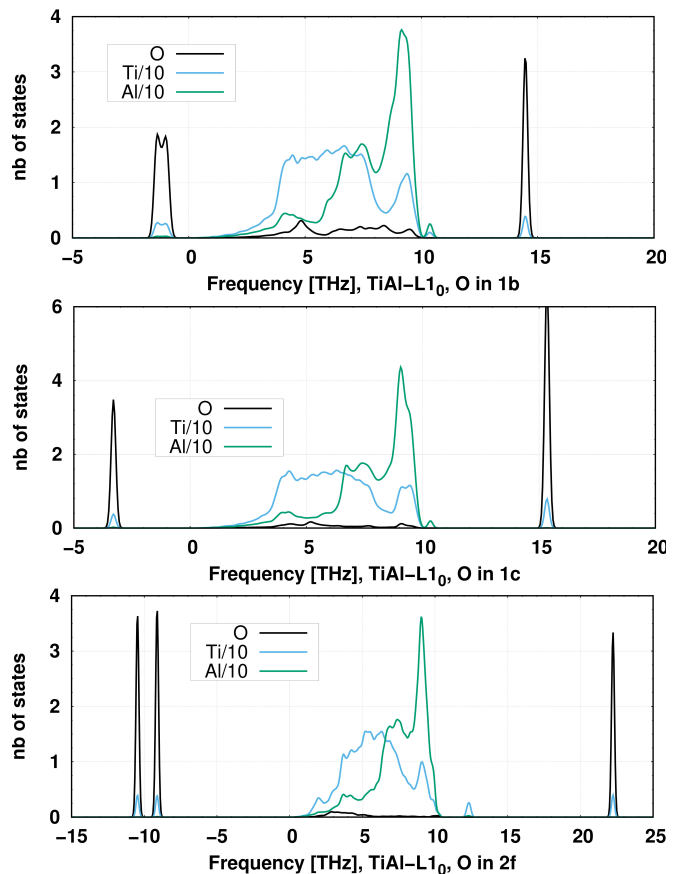 4
3
2
1
0
nb of states
O
Ti/10
Al/10
−5 0 5 10 15 20
Frequency [THz], TiAl−L1₀, O in 1b
6
4
2
0
nb of states
O
Ti/10
Al/10
−5 0 5 10 15 20
Frequency [THz], TiAl−L1₀, O in 1c
4
3
2
1
0
nb of states
O
Ti/10
Al/10
−15 −10 −5 0 5 10 15 20 25
Frequency [THz], TiAl−L1₀, O in 2f